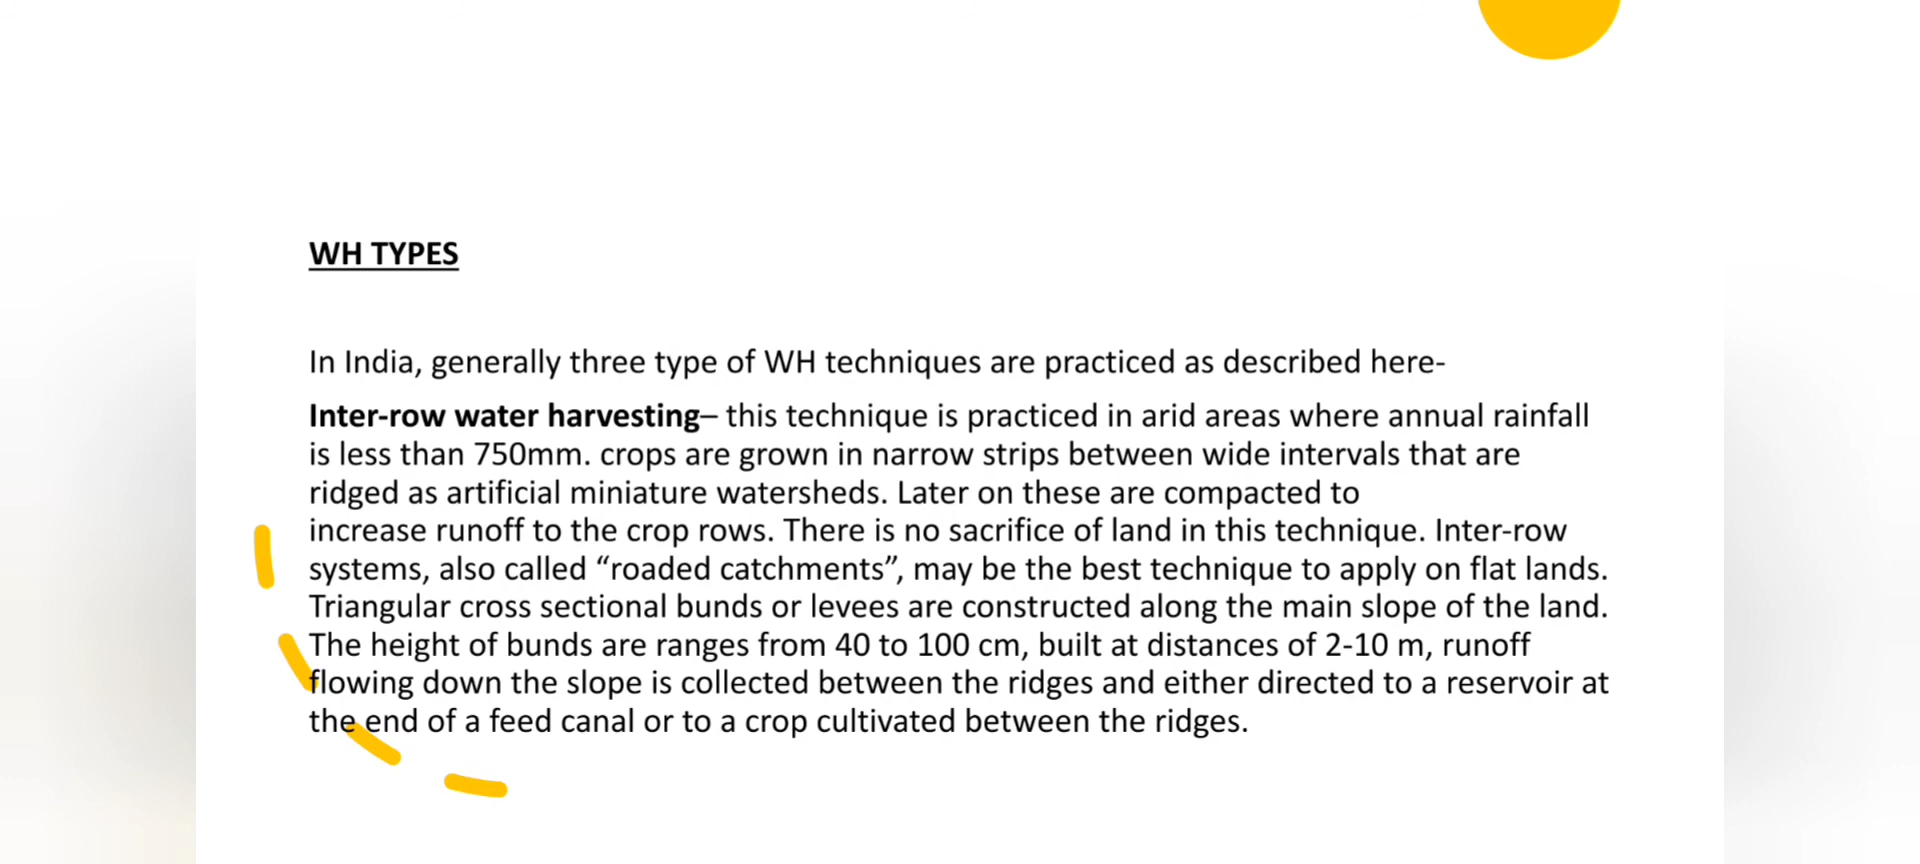 WH TYPES
In India, generally three type of WH techniques are practiced as described here-
Inter-row water harvesting– this technique is practiced in arid areas where annual rainfall
is less than 750mm. crops are grown in narrow strips between wide intervals that are
ridged as artificial miniature watersheds. Later on these are compacted to
increase runoff to the crop rows. There is no sacrifice of land in this technique. Inter-row
systems, also called “roaded catchments”, may be the best technique to apply on flat lands.
Triangular cross sectional bunds or levees are constructed along the main slope of the land.
The height of bunds are ranges from 40 to 100 cm, built at distances of 2-10 m, runoff
flowing down the slope is collected between the ridges and either directed to a reservoir at
the end of a feed canal or to a crop cultivated between the ridges.